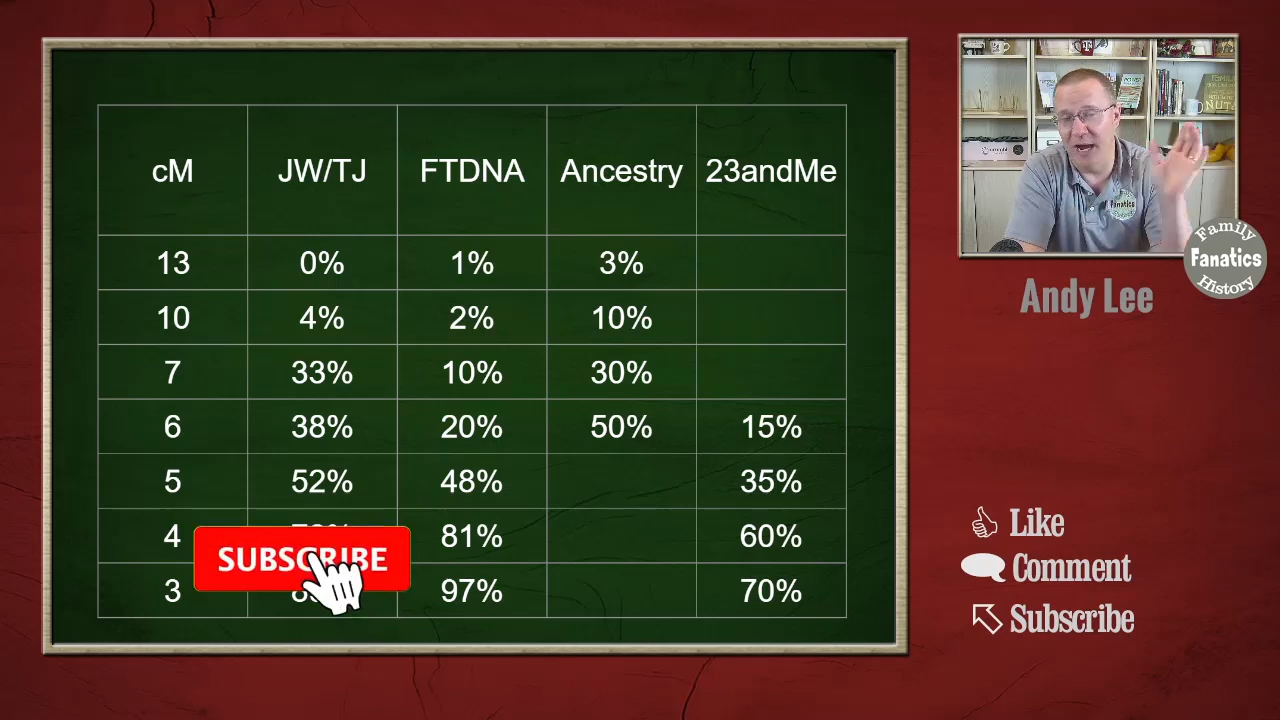 cM JW/TJ FTDNA Ancestry 23andMe
13 0% 1% 3%
10 4% 2% 10%
7 33% 10% 30%
6 38% 20% 50% 15%
5 52% 48% 35%
4 81% 60%
3 97% 70%
SUBSCRIBE
Fanatics
Family
Fanatics
History
Andy Lee
Like
Comment
Subscribe